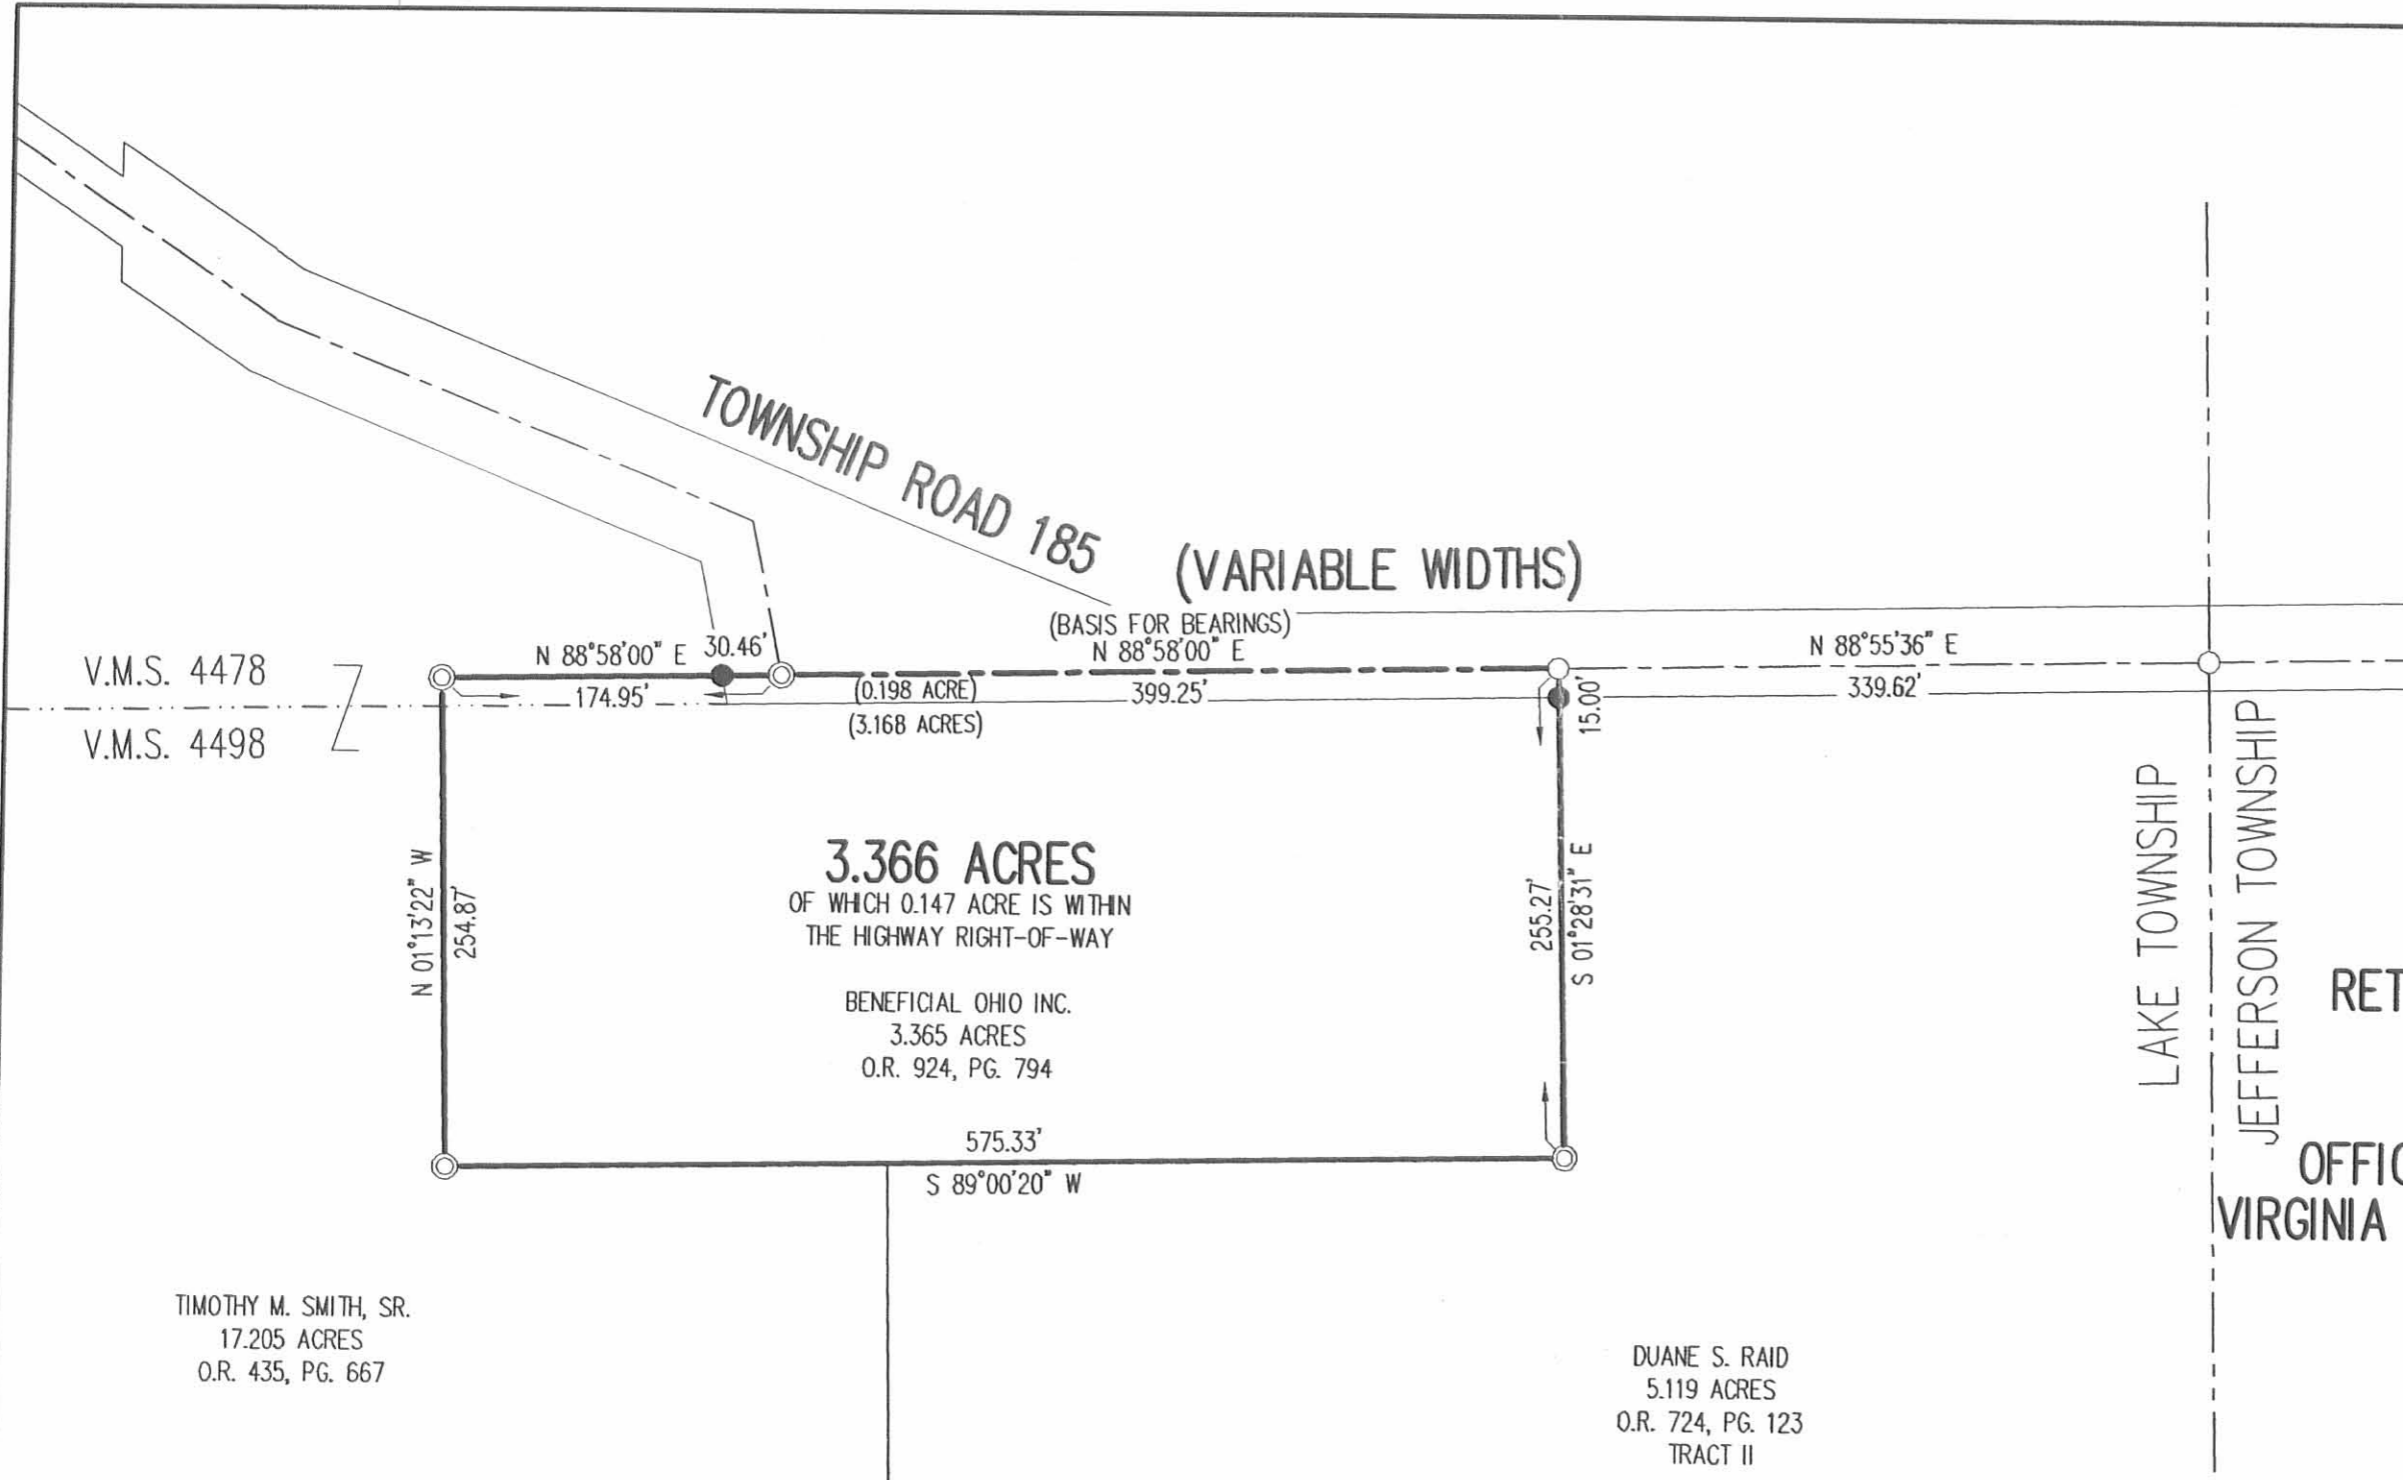 TOWNSHIP ROAD 185
(VARIABLE WIDTHS)
(BASIS FOR BEARINGS)
N 88°58'00" E
30.46'
N 88°58'00" E
N 88°55'36" E
V.M.S. 4478
174.95'
(0.198 ACRE)
399.25'
339.62'
15.00'
(3.168 ACRES)
V.M.S. 4498
3.366 ACRES
OF WHICH 0.147 ACRE IS WITHIN
THE HIGHWAY RIGHT-OF-WAY
N 01°13'22" W
254.87'
255.27'
S 01°28'31" E
LAKE TOWNSHIP
JEFFERSON TOWNSHIP
BENEFICIAL OHIO INC.
3.365 ACRES
O.R. 924, PG. 794
RET
575.33'
S 89°00'20" W
OFFIC
VIRGINIA
TIMOTHY M. SMITH, SR.
17.205 ACRES
O.R. 435, PG. 667
DUANE S. RAID
5.119 ACRES
O.R. 724, PG. 123
TRACT II